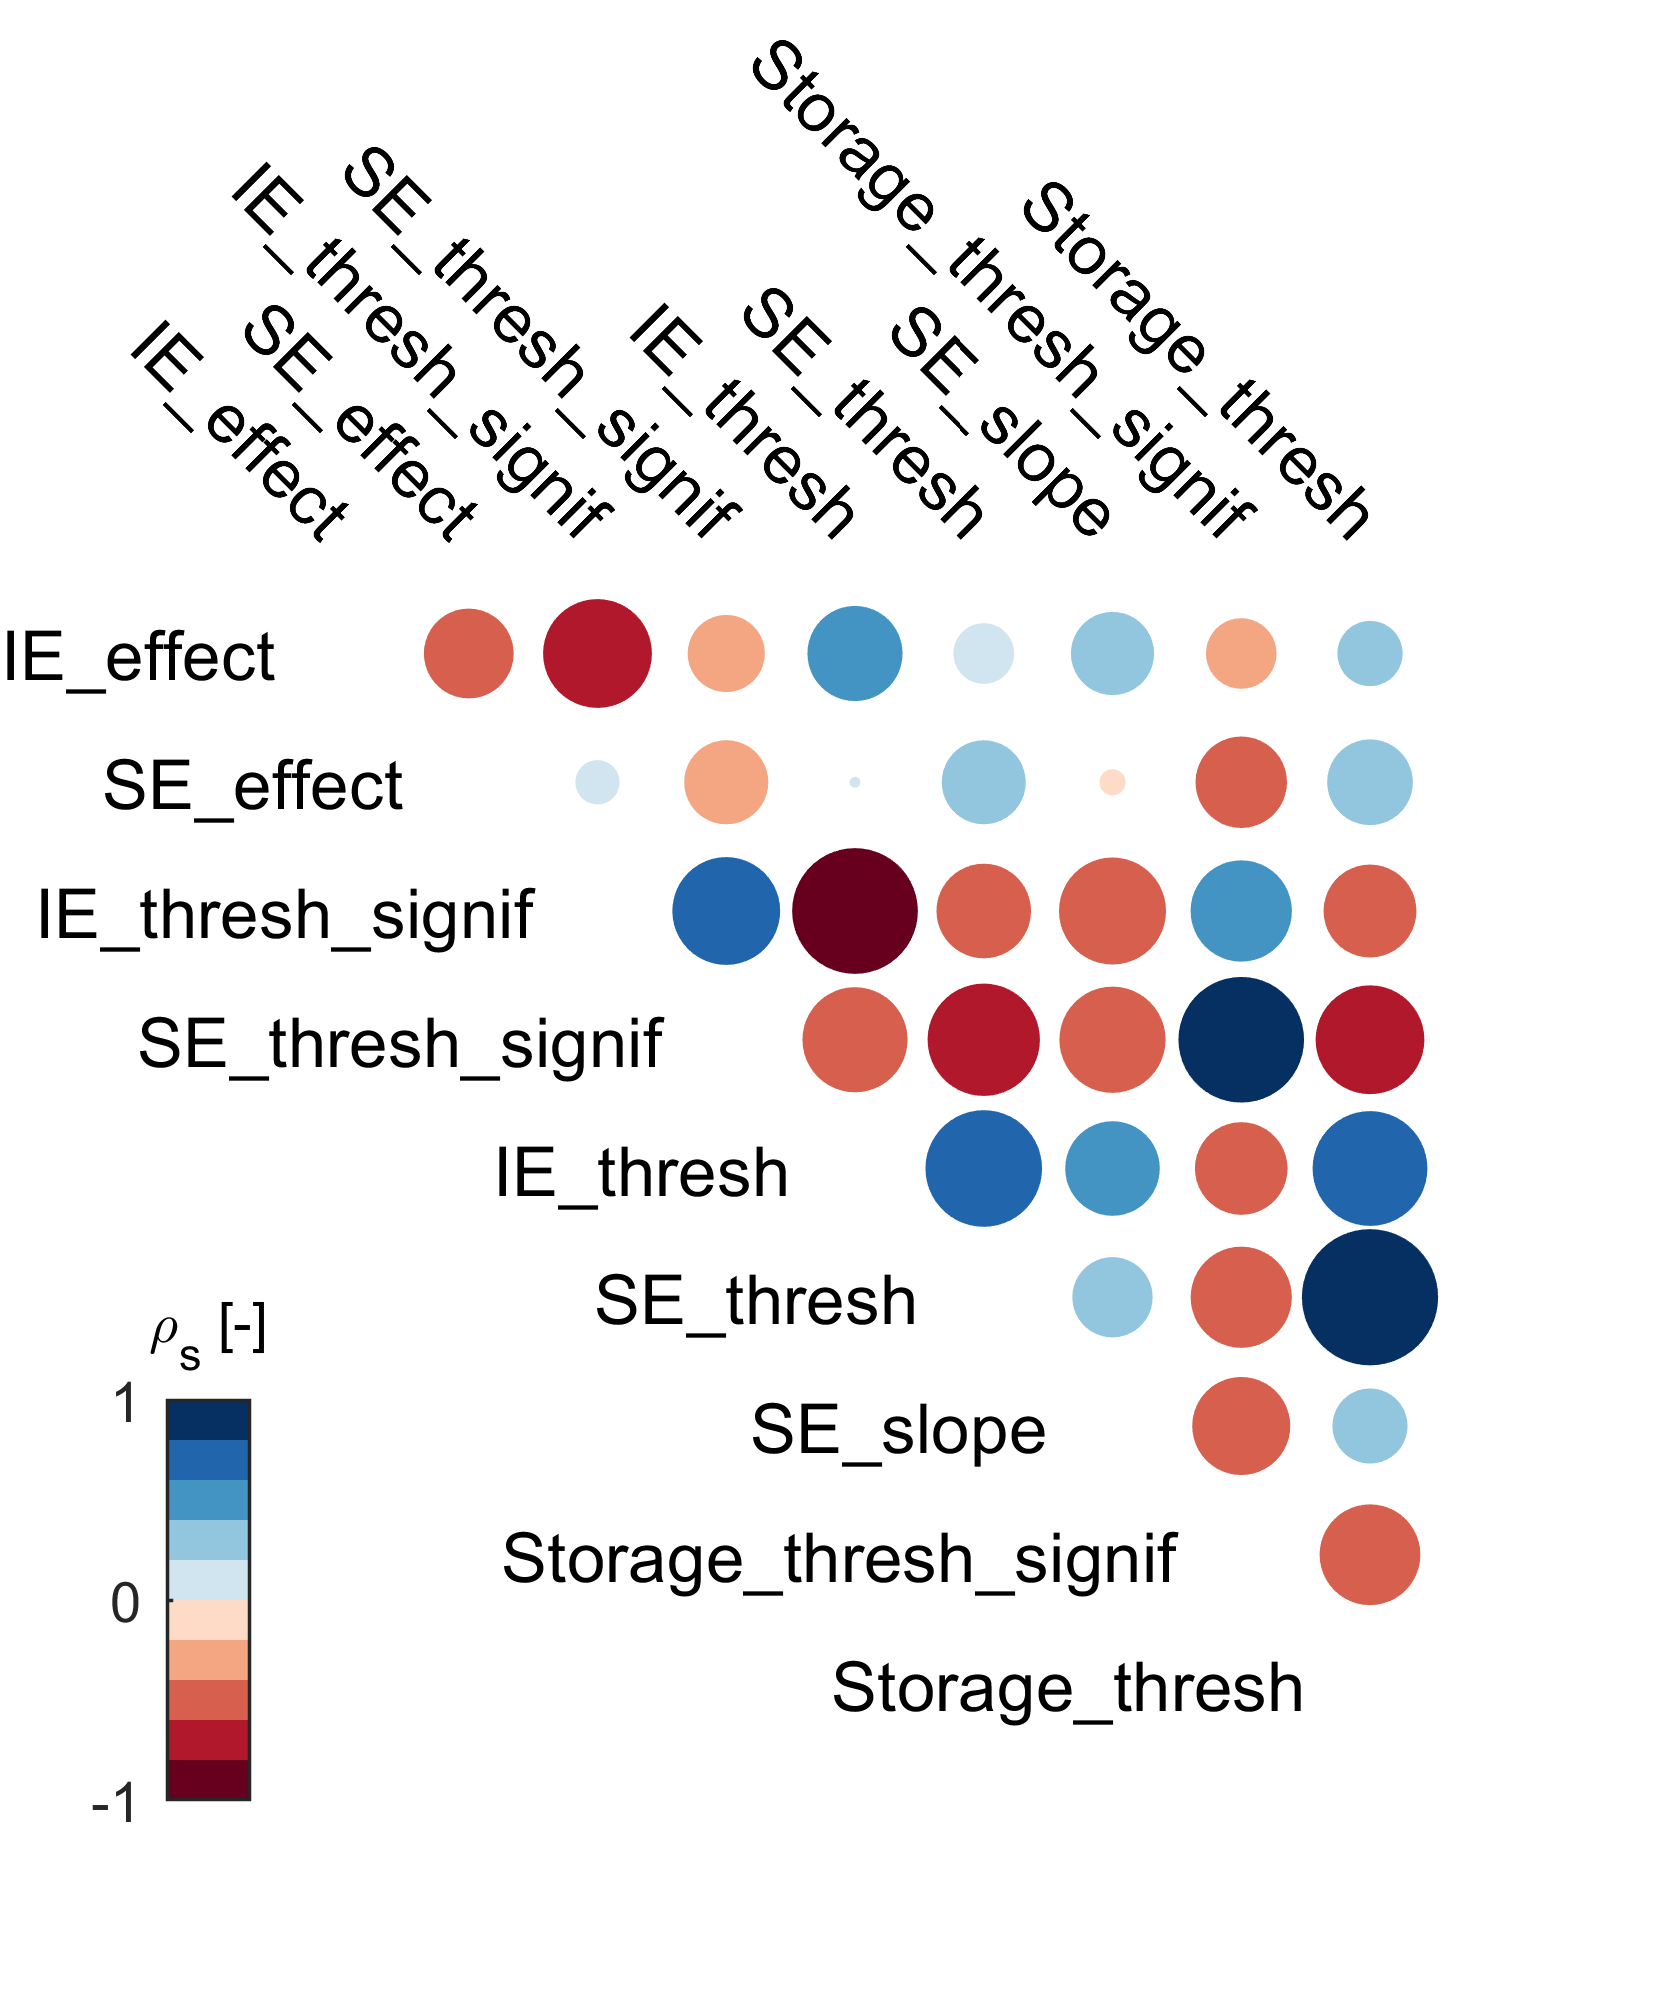 IE_effect
SE_effect
IE_thresh_signif
SE_thresh_signif
IE_thresh
SE_thresh
SE_slope
Storage_thresh_signif
Storage_thresh
IE_effect
SE_effect
IE_thresh_signif
SE_thresh_signif
IE_thresh
SE_thresh
SE_slope
Storage_thresh_signif
Storage_thresh
ρs [-]
1
0
-1